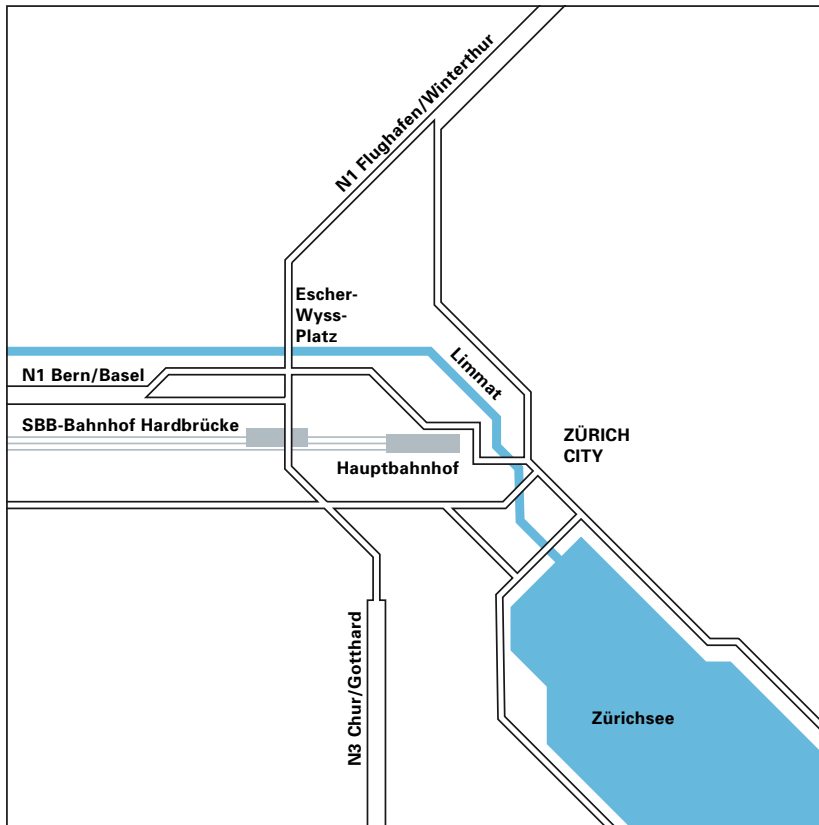 N1 Flughafen/Winterthur
Escher-
Wyss-
Platz
Limmat
N1 Bern/Basel
SBB-Bahnhof Hardbrücke
ZÜRICH
CITY
Hauptbahnhof
N3 Chur/Gotthard
Zürichsee